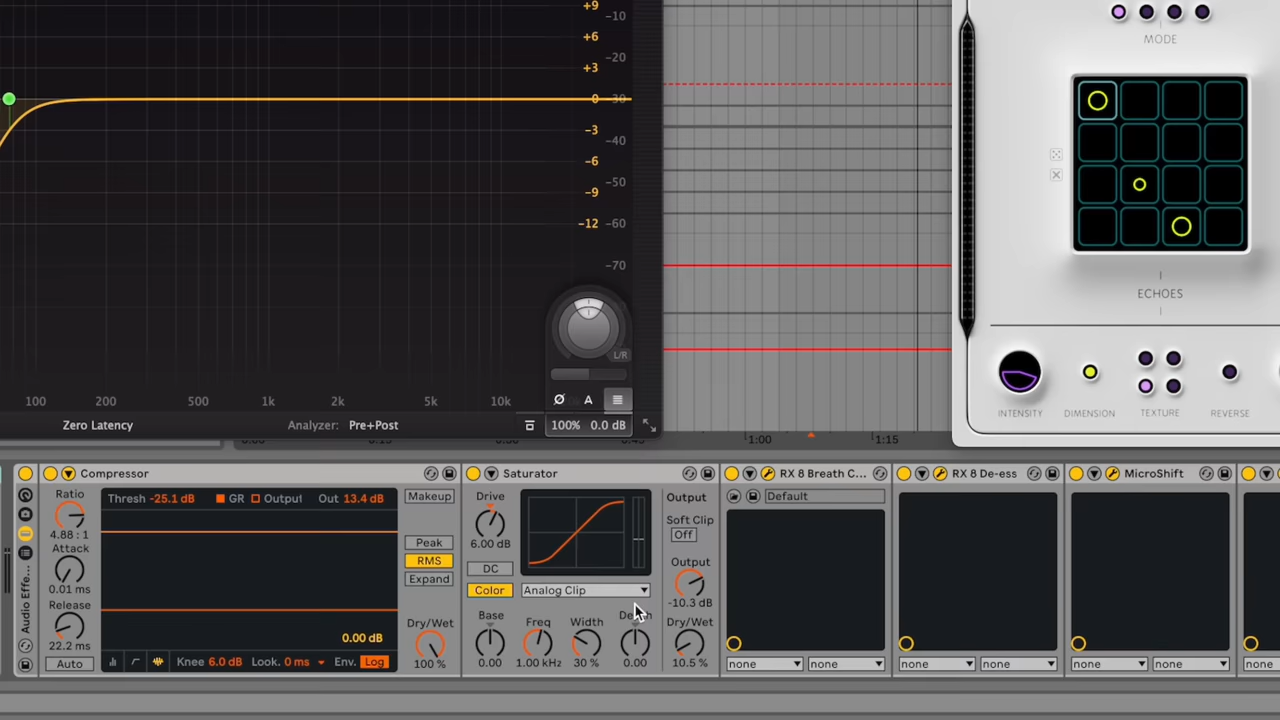 +9
-10
+6
-20
+3
0
-30
-3
-40
-6
-50
-9
-12
-60
-70
L/R
A
100
200
500
1k
2k
5k
10k
Zero Latency
Analyzer: Pre+Post
100%
0.0 dB
1:00
1:15
MODE
ECHOES
INTENSITY
DIMENSION
TEXTURE
REVERSE
Audio Effe...
Compressor
Ratio
4.88 : 1
Attack
0.01 ms
Release
22.2 ms
Auto
Thresh -25.1 dB
GR
Output
Out 13.4 dB
0.00 dB
Knee 6.0 dB
Look. 0 ms
Env. Log
Makeup
Peak
RMS
Expand
Dry/Wet
100 %
Saturator
Drive
6.00 dB
DC
Color
Analog Clip
Base
0.00
Freq
1.00 kHz
Width
30 %
0.00
Output
Soft Clip
Off
Output
-10.3 dB
Dry/Wet
10.5 %
RX 8 Breath C...
Default
none
none
RX 8 De-ess
none
none
MicroShift
none
none
none